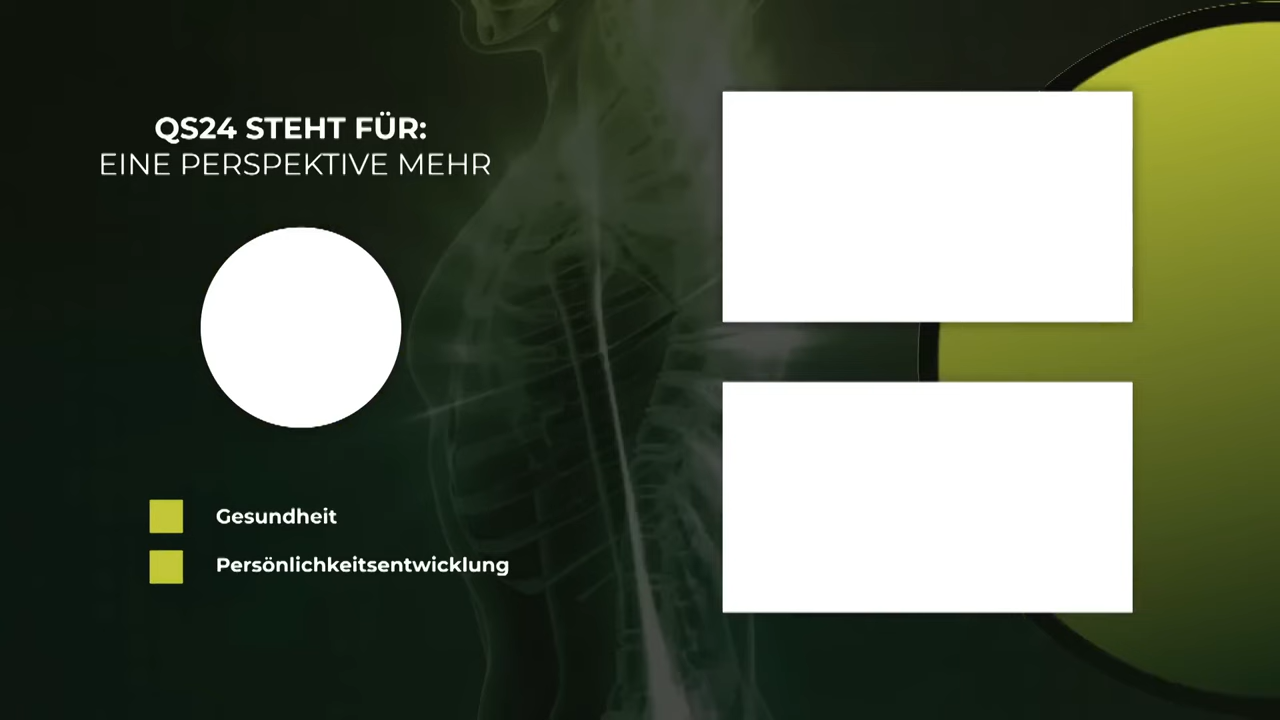 QS24 STEHT FÜR:
EINE PERSPEKTIVE MEHR
Gesundheit
Persönlichkeitsentwicklung